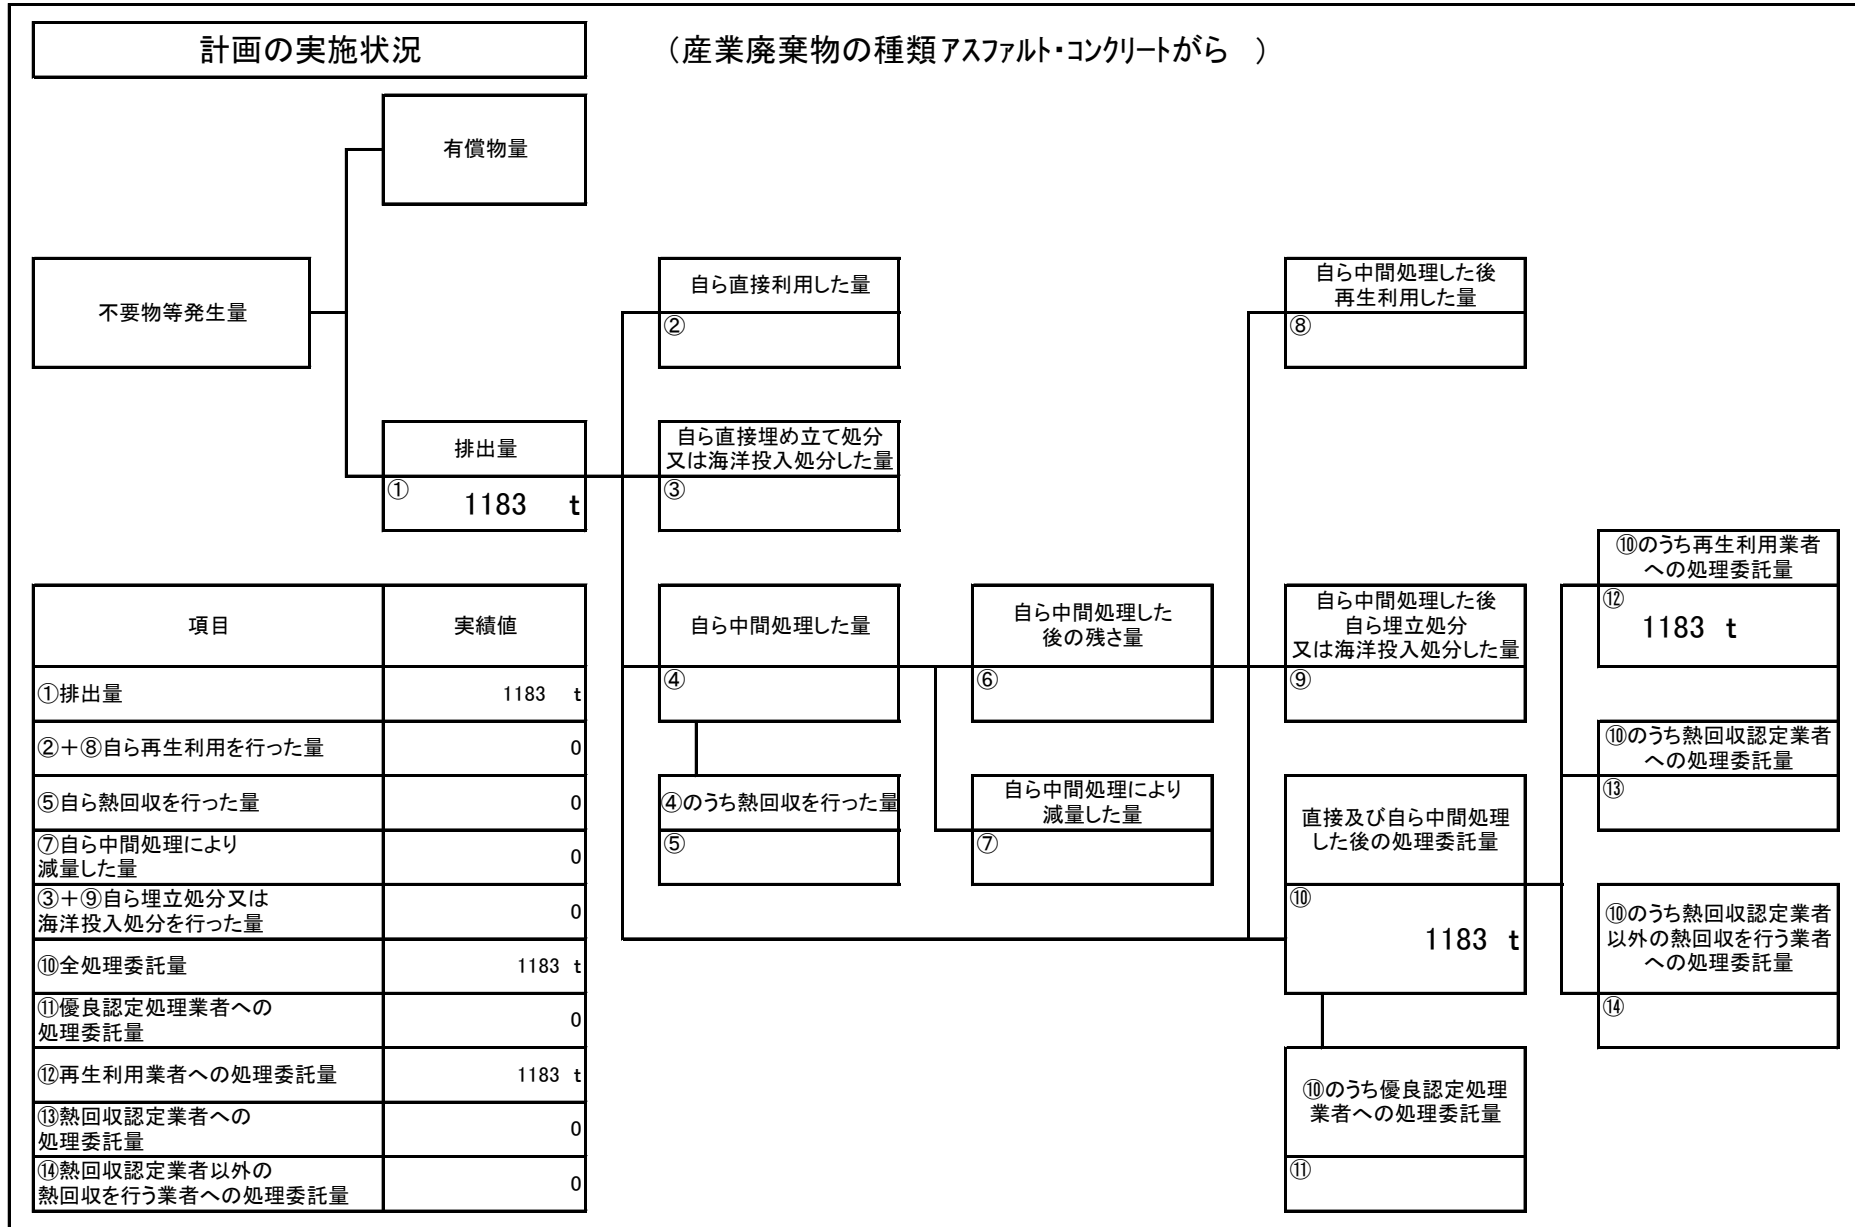 計画の実施状況
（産業廃棄物の種類アスファルト・コンクリートがら　）
有償物量
不要物等発生量
自ら直接利用した量
②
自ら中間処理した後
再生利用した量
⑧
排出量
①
1183 t
自ら直接埋め立て処分
又は海洋投入処分した量
③
⑩のうち再生利用業者
への処理委託量
⑫
1183 t
自ら中間処理した量
④
自ら中間処理した
後の残さ量
⑥
自ら中間処理した後
自ら埋立処分
又は海洋投入処分した量
⑨
⑩のうち熱回収認定業者
への処理委託量
⑬
④のうち熱回収を行った量
⑤
自ら中間処理により
減量した量
⑦
直接及び自ら中間処理
した後の処理委託量
⑩
1183 t
⑩のうち熱回収認定業者
以外の熱回収を行う業者
への処理委託量
⑭
⑩のうち優良認定処理
業者への処理委託量
⑪
項目 実績値
①排出量 1183 t
②＋⑧自ら再生利用を行った量 0
⑤自ら熱回収を行った量 0
⑦自ら中間処理により
減量した量 0
③＋⑨自ら埋立処分又は
海洋投入処分を行った量 0
⑩全処理委託量 1183 t
⑪優良認定処理業者への
処理委託量 0
⑫再生利用業者への処理委託量 1183 t
⑬熱回収認定業者への
処理委託量 0
⑭熱回収認定業者以外の
熱回収を行う業者への処理委託量 0